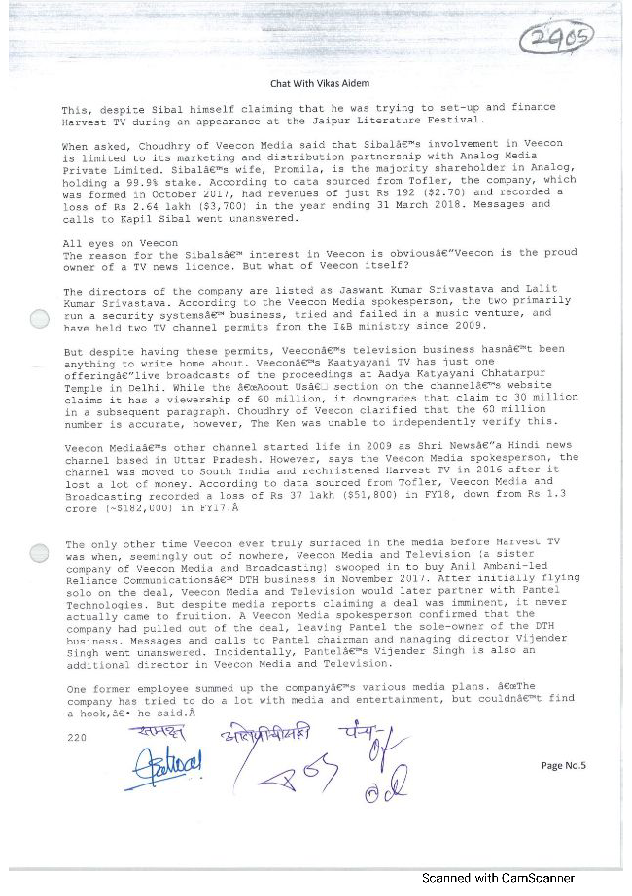 2905
Chat With Vikas Aidem
This, despite Sibal himself claiming that he was trying to set-up and finance
Harvest TV during an appearance at the Jaipur Literature Festival.
When asked, Choudhry of Veecon Media said that Sibalâ€™s involvement in Veecon
is limited to its marketing and distribution partnership with Analog Media
Private Limited. Sibalâ€™s wife, Promila, is the majority shareholder in Analog,
holding a 99.9% stake. According to data sourced from Tofler, the company, which
was formed in October 2017, had revenues of just Rs 192 ($2.70) and recorded a
loss of Rs 2.64 lakh ($3,700) in the year ending 31 March 2018. Messages and
calls to Kapil Sibal went unanswered.
All eyes on Veecon
The reason for the Sibalsâ€™ interest in Veecon is obviousâ€”Veecon is the proud
owner of a TV news licence. But what of Veecon itself?
The directors of the company are listed as Jaswant Kumar Srivastava and Lalit
Kumar Srivastava. According to the Veecon Media spokesperson, the two primarily
run a security systemsâ€™ business, tried and failed in a music venture, and
have held two TV channel permits from the I&B ministry since 2009.
But despite having these permits, Veeconâ€™s television business hasnâ€™t been
anything to write home about. Veeconâ€™s Kaatyayani TV has just one
offeringâ€”live broadcasts of the proceedings at Aadya Katyayani Chhatarpur
Temple in Delhi. While the â€œAbout Usâ€ section on the channelâ€™s website
claims it has a viewership of 60 million, it downgrades that claim to 30 million
in a subsequent paragraph. Choudhry of Veecon clarified that the 60 million
number is accurate, however, The Ken was unable to independently verify this.
Veecon Mediaâ€™s other channel started life in 2009 as Shri Newsâ€”a Hindi news
channel based in Uttar Pradesh. However, says the Veecon Media spokesperson, the
channel was moved to South India and rechristened Harvest TV in 2016 after it
lost a lot of money. According to data sourced from Tofler, Veecon Media and
Broadcasting recorded a loss of Rs 37 lakh ($51,800) in FY18, down from Rs 1.3
crore (~$182,000) in FY17.Â
The only other time Veecon ever truly surfaced in the media before Harvest TV
was when, seemingly out of nowhere, Veecon Media and Television (a sister
company of Veecon Media and Broadcasting) swooped in to buy Anil Ambani-led
Reliance Communicationsâ€™ DTH business in November 2017. After initially flying
solo on the deal, Veecon Media and Television would later partner with Pantel
Technologies. But despite media reports claiming a deal was imminent, it never
actually came to fruition. A Veecon Media spokesperson confirmed that the
company had pulled out of the deal, leaving Pantel the sole-owner of the DTH
business. Messages and calls to Pantel chairman and managing director Vijender
Singh went unanswered. Incidentally, Pantelâ€™s Vijender Singh is also an
additional director in Veecon Media and Television.
One former employee summed up the companyâ€™s various media plans. â€œThe
company has tried to do a lot with media and entertainment, but couldnâ€™t find
a hook,â€• he said.Â
220
समक्ष
पंच-
Page No.5
Scanned with CamScanner